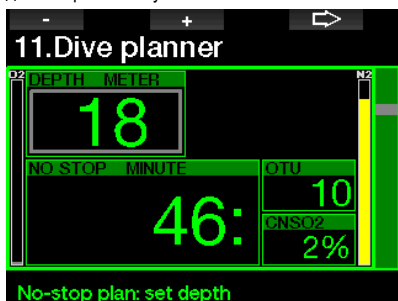 - + 
11.Dive planner
O2 DEPTH METER N2
18
NO STOP MINUTE OTU
10
46:
CNSO2
2%
No-stop plan: set depth